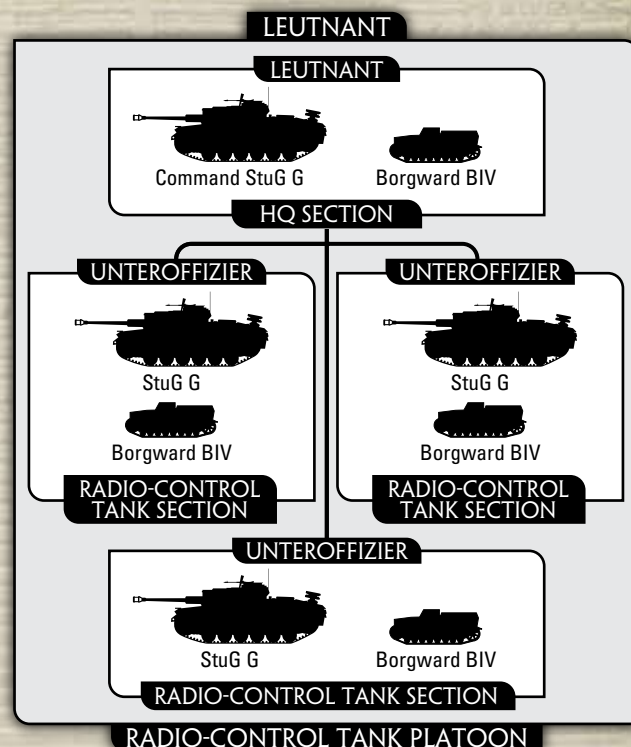 LEUTNANT
LEUTNANT
Command StuG G
Borgward BIV
HQ SECTION
UNTEROFFIZIER
StuG G
Borgward BIV
RADIO-CONTROL
TANK SECTION
UNTEROFFIZIER
StuG G
Borgward BIV
RADIO-CONTROL
TANK SECTION
UNTEROFFIZIER
StuG G
Borgward BIV
RADIO-CONTROL TANK SECTION
RADIO-CONTROL TANK PLATOON